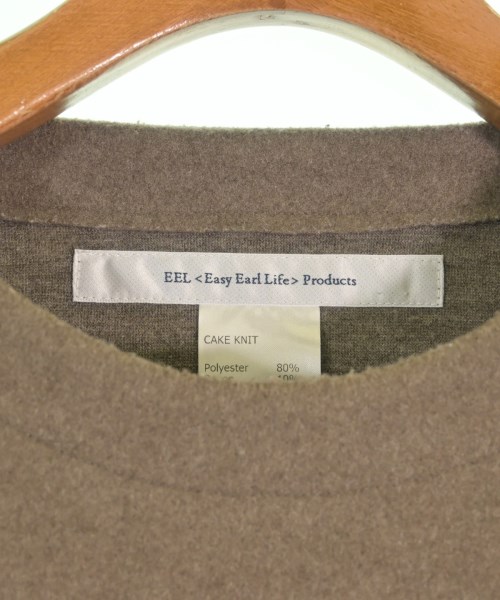 EEL <Easy Earl Life> Products
CAKE KNIT
Polyester 80%